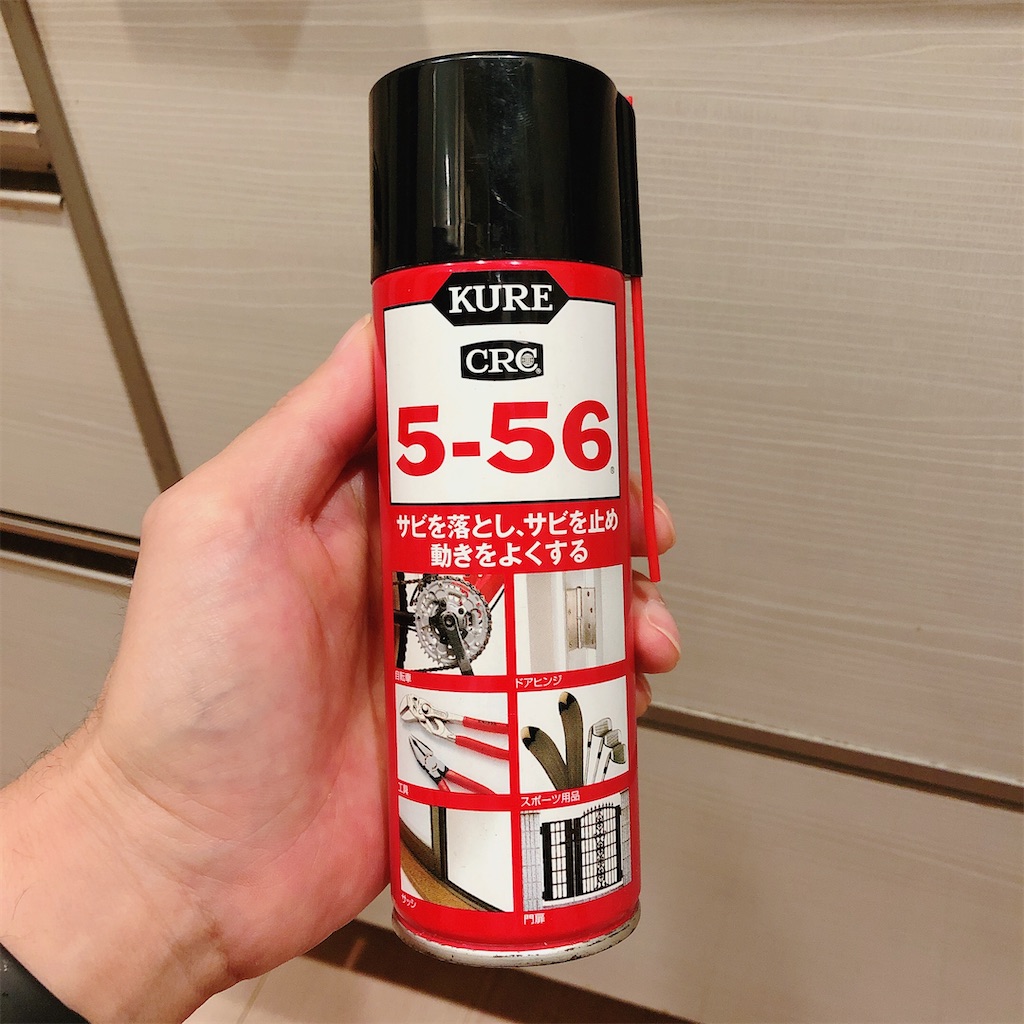 KURE
CRC
5-56
サビを落とし、サビを止め
動きをよくする
自転車
ドアヒンジ
工具
スポーツ用品
サッシ
門扉